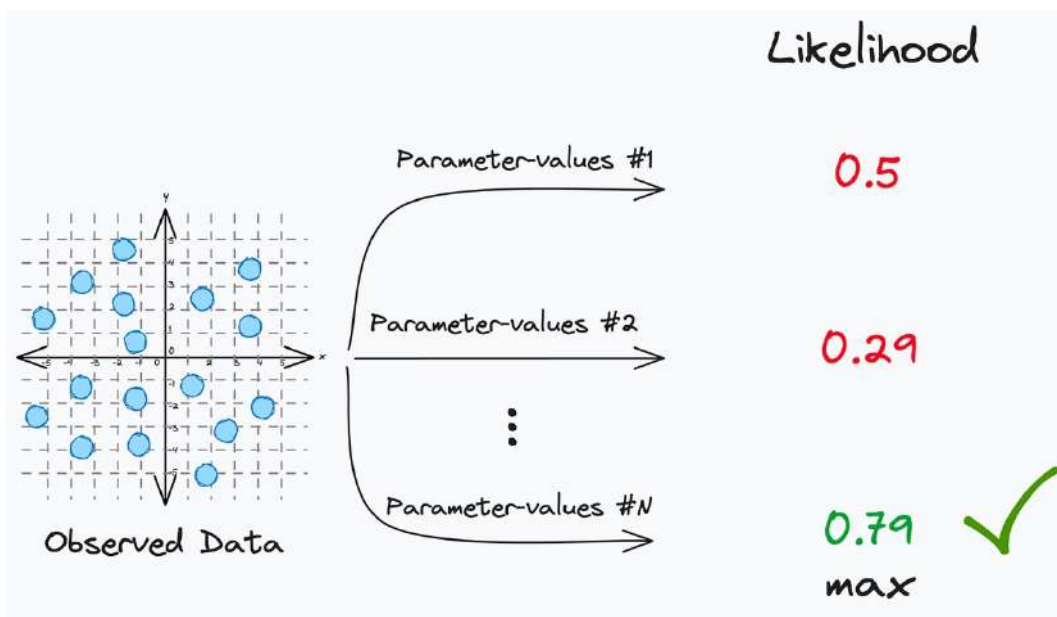 Likelihood
Parameter-values #1
0.5
y
Parameter-values #2
x
0.29
Parameter-values #N
0.79
max
Observed Data